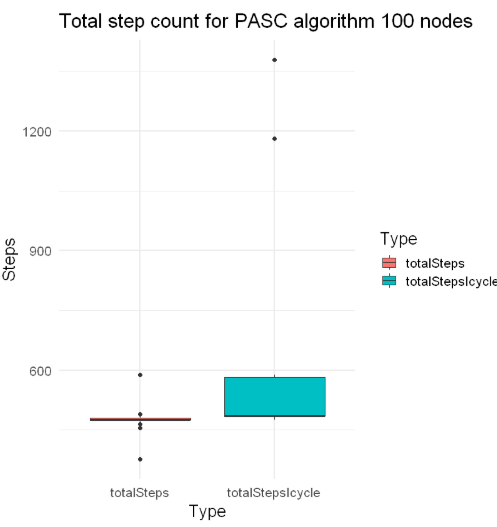 Total step count for PASC algorithm 100 nodes
1200
900
600
Steps
totalSteps
totalStepsIcycle
Type
Type
totalSteps
totalStepsIcycle